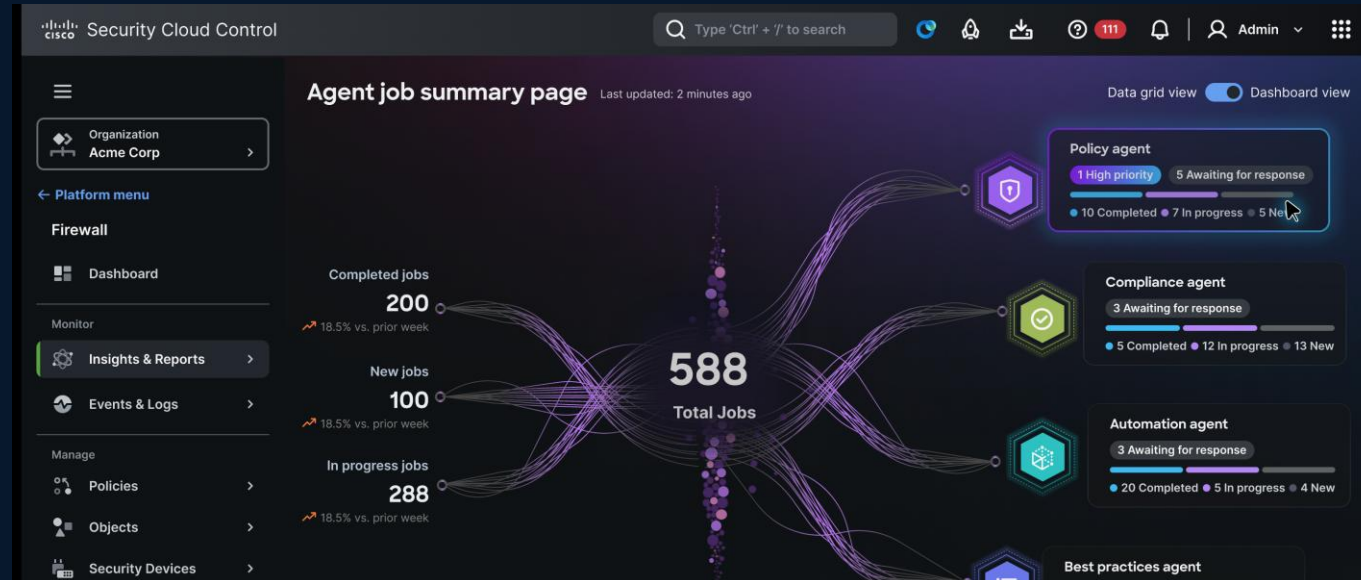 cisco Security Cloud Control
Type 'Ctrl' + '/' to search
111
Admin
Organization
Acme Corp
Platform menu
Firewall
Dashboard
Monitor
Insights & Reports
Events & Logs
Manage
Policies
Objects
Security Devices
Agent job summary page Last updated: 2 minutes ago
Data grid view Dashboard view
Completed jobs
200
18.5% vs. prior week
New jobs
100
18.5% vs. prior week
In progress jobs
288
18.5% vs. prior week
588
Total Jobs
Policy agent
1 High priority 5 Awaiting for response
10 Completed 7 In progress 5 New
Compliance agent
3 Awaiting for response
5 Completed 12 In progress 13 New
Automation agent
3 Awaiting for response
20 Completed 5 In progress 4 New
Best practices agent